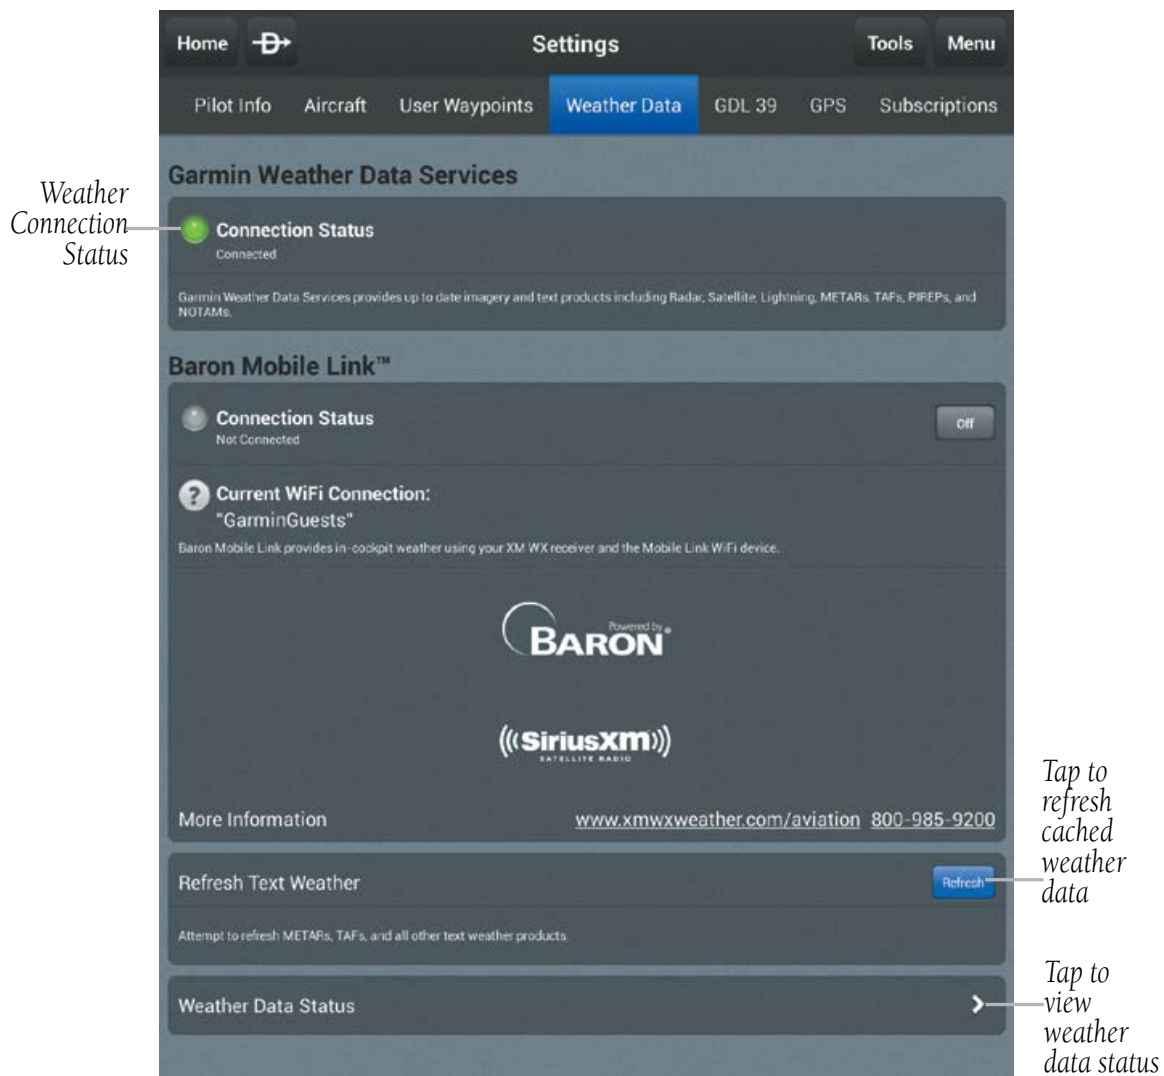 Home
Settings
Tools
Menu
Pilot Info
Aircraft
User Waypoints
Weather Data
GDL 39
GPS
Subscriptions
Garmin Weather Data Services
Weather
Connection
Status
Connection Status
Connected
Garmin Weather Data Services provides up to date imagery and text products including Radar, Satellite, Lightning, METARs, TAFs, PIREPs, and
NOTAMs.
Baron Mobile Link™
Connection Status
Not Connected
Off
?
Current WiFi Connection:
"GarminGuests"
Baron Mobile Link provides in-cockpit weather using your XM WX receiver and the Mobile Link WiFi device.
Powered by
BARON®
(((SiriusXM)))
SATELLITE RADIO
More Information
www.xmwxweather.com/aviation 800-985-9200
Refresh Text Weather
Refresh
Tap to
refresh
cached
weather
data
Attempt to refresh METARs, TAFs, and all other text weather products.
Weather Data Status
Tap to
view
weather
data status